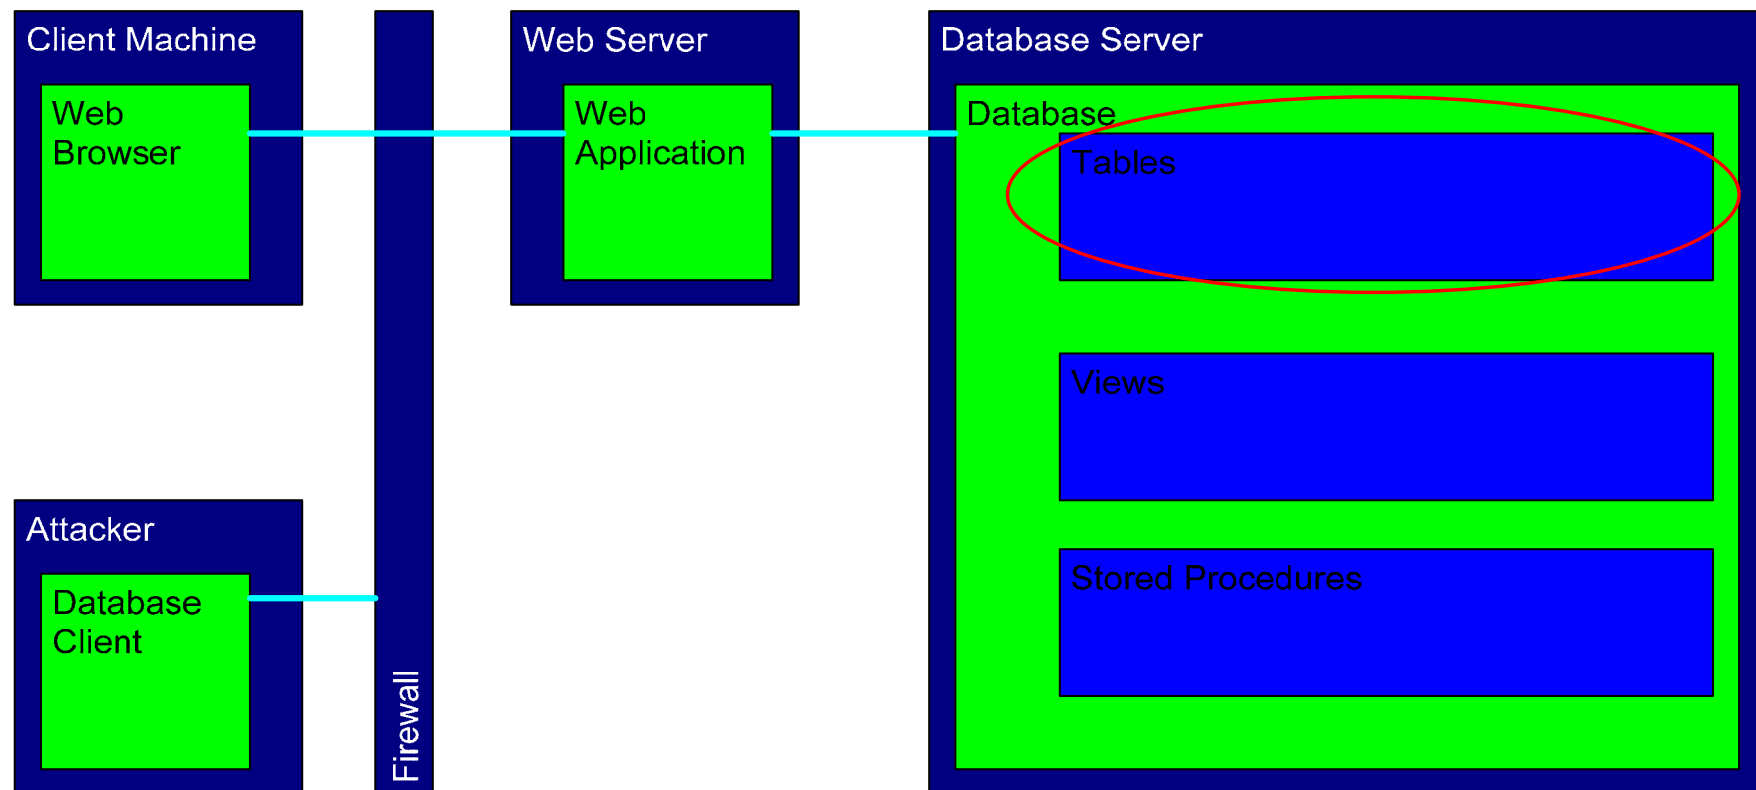 Client Machine
Web
Browser
Firewall
Web Server
Web
Application
Database Server
Database
Tables
Views
Stored Procedures
Attacker
Database
Client